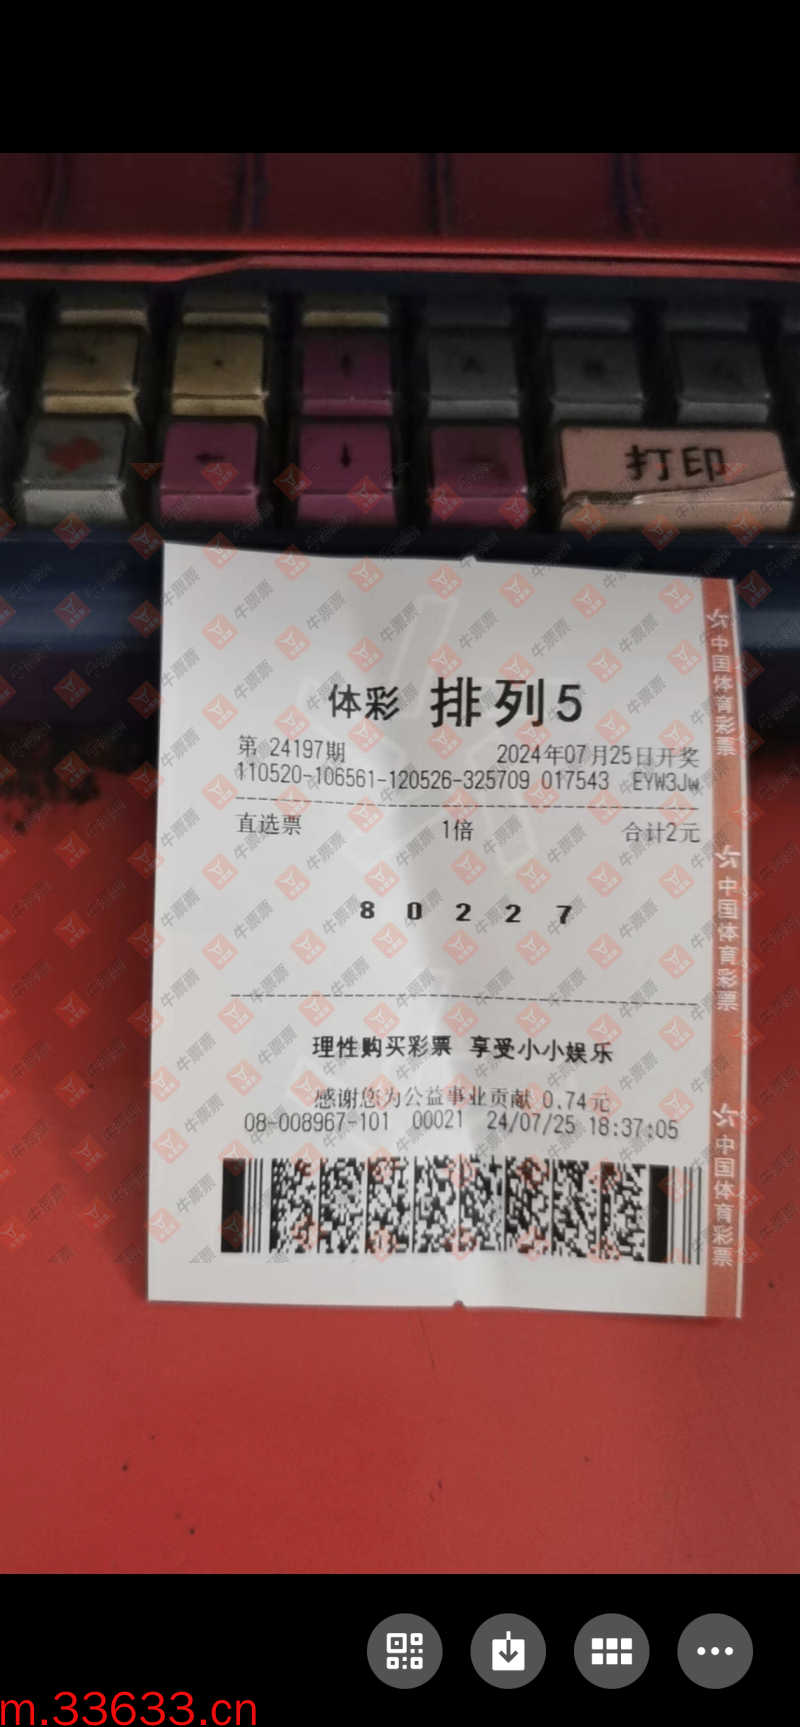 打印
体彩 排列5
第 24197期 2024年07月25日开奖
110520-106561-120526-325709 017543 EYW3Jw
直选票 1倍 合计2元
8 0 2 2 7
理性购买彩票 享受小小娱乐
感谢您为公益事业贡献 0.74元
08-008967-101 00021 24/07/25 18:37:05
中国体育彩票
中国体育彩票
中国体育彩票
牛票票
m.33633.cn